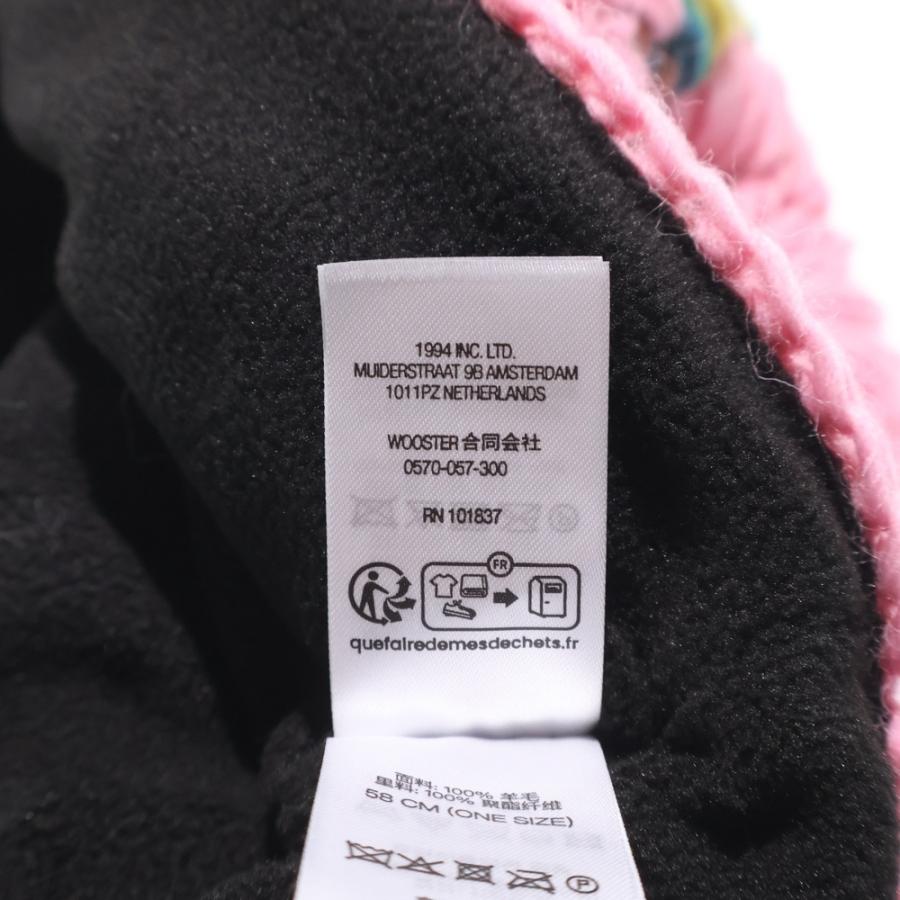 1994 INC. LTD.
MUIDERSTRAAT 9B AMSTERDAM
1011PZ NETHERLANDS
WOOSTER 合同会社
0570-057-300
RN 101837
FR
quefairedemesdechets.fr
面料: 100% 羊毛
里料: 100% 聚酯纤维
58 CM (ONE SIZE)
P